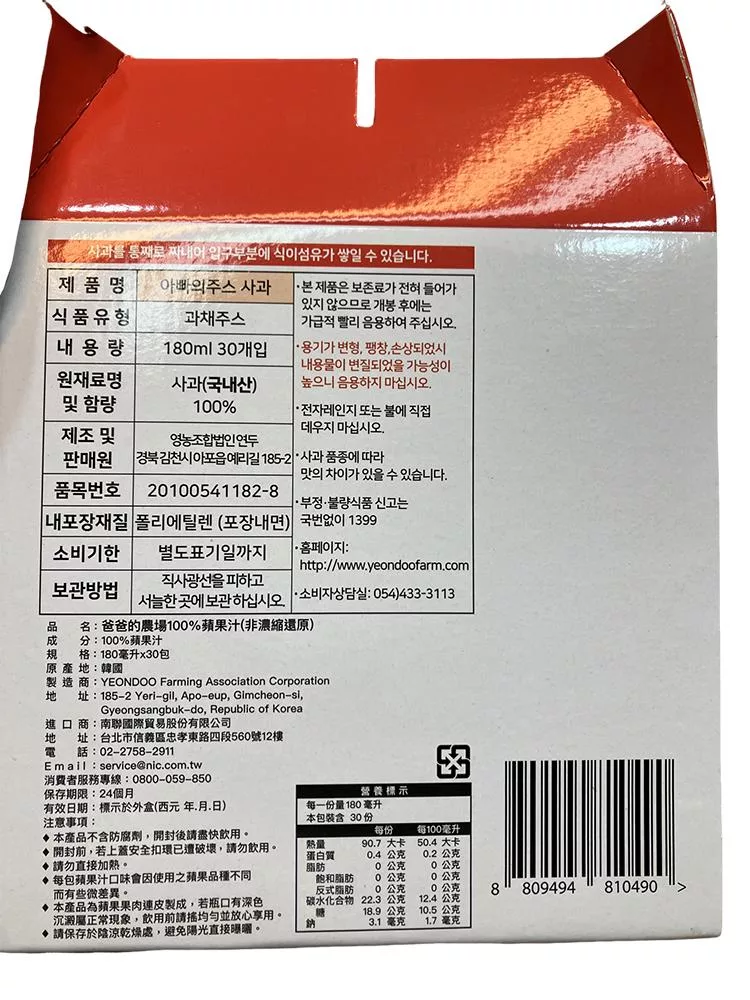 사과를 통째로 짜내어 입구부분에 식이섬유가 쌓일 수 있습니다.
제 품 명 아빠의주스 사과
식품유형 과채주스
내 용 량 180ml 30개입
원재료명 및 함량 사과(국내산) 100%
제조 및 판매원 영농조합법인연두 경북김천시아포읍예리길 185-2
품목번호 20100541182-8
내포장재질 폴리에틸렌 (포장내면)
소비기한 별도표기일까지
보관방법 직사광선을 피하고 서늘한 곳에 보관하십시오
·본 제품은 보존료가 전혀 들어가
있지 않으므로 개봉 후에는
가급적 빨리 음용하여 주십시오.
·용기가 변형, 팽창,손상되었시
내용물이 변질되었을 가능성이
높으니 음용하지 마십시오.
·전자레인지 또는 불에 직접
데우지 마십시오.
·사과 품종에 따라
맛의 차이가 있을 수 있습니다.
·부정·불량식품 신고는
국번없이 1399
·홈페이지:
http://www.yeondoofarm.com
·소비자상담실: 054)433-3113
品 名:爸爸的農場100%蘋果汁(非濃縮還原)
成 分:100%蘋果汁
規 格:180毫升x30包
原 產 地:韓國
製 造 商:YEONDOO Farming Association Corporation
地 址:185-2 Yeri-gil, Apo-eup, Gimcheon-si,
Gyeongsangbuk-do, Republic of Korea
進 口 商:南聯國際貿易股份有限公司
地 址:台北市信義區忠孝東路四段560號12樓
電 話:02-2758-2911
Email:service@nic.com.tw
消費者服務專線:0800-059-850
保存期限:24個月
有效日期:標示於外盒(西元 年.月.日)
注意事項:
◆ 本產品不含防腐劑,開封後請盡快飲用。
◆ 開封前,若上蓋安全扣環已遭破壞,請勿飲用。
◆ 請勿直接加熱。
◆ 每包蘋果汁口味會因使用之蘋果品種不同
而有些微差異。
◆ 本產品為蘋果果肉連皮製成,若瓶口有深色
沉澱屬正常現象,飲用前請搖均勻並放心享用。
◆ 請保存於陰涼乾燥處,避免陽光直接曝曬。
營養標示
每一份量180 毫升
本包裝含 30 份
每份 每100毫升
熱量 90.7 大卡 50.4 大卡
蛋白質 0.4 公克 0.2 公克
脂肪 0 公克 0 公克
飽和脂肪 0 公克 0 公克
反式脂肪 0 公克 0 公克
碳水化合物 22.3 公克 12.4 公克
糖 18.9 公克 10.5 公克
鈉 3.1 毫克 1.7 毫克
8 809494 810490 >